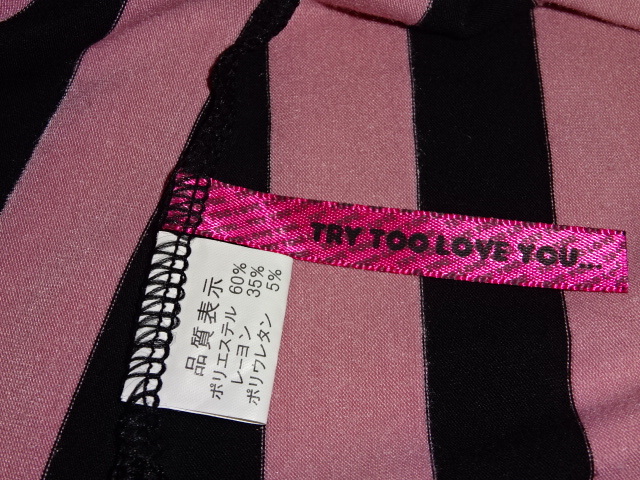 TRY TOO LOVE YOU....
品質表示
ポリエステル 60%
レーヨン 35%
ポリウレタン 5%